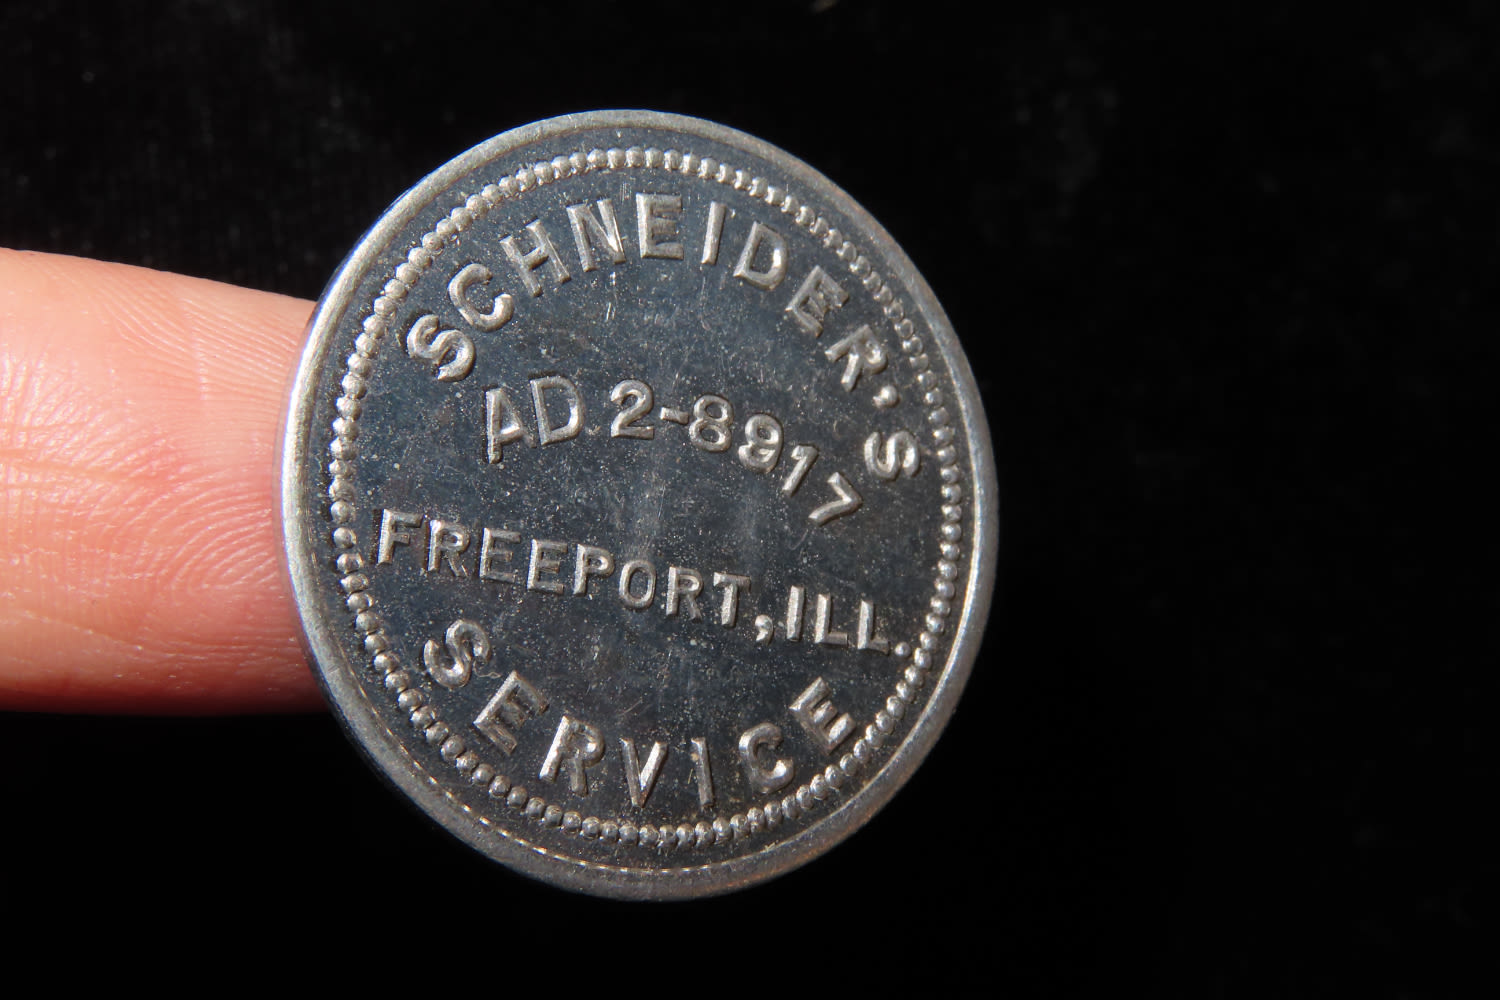 SCHNEIDER'S
AD. 2-8917
FREEPORT, ILL.
SERVICE